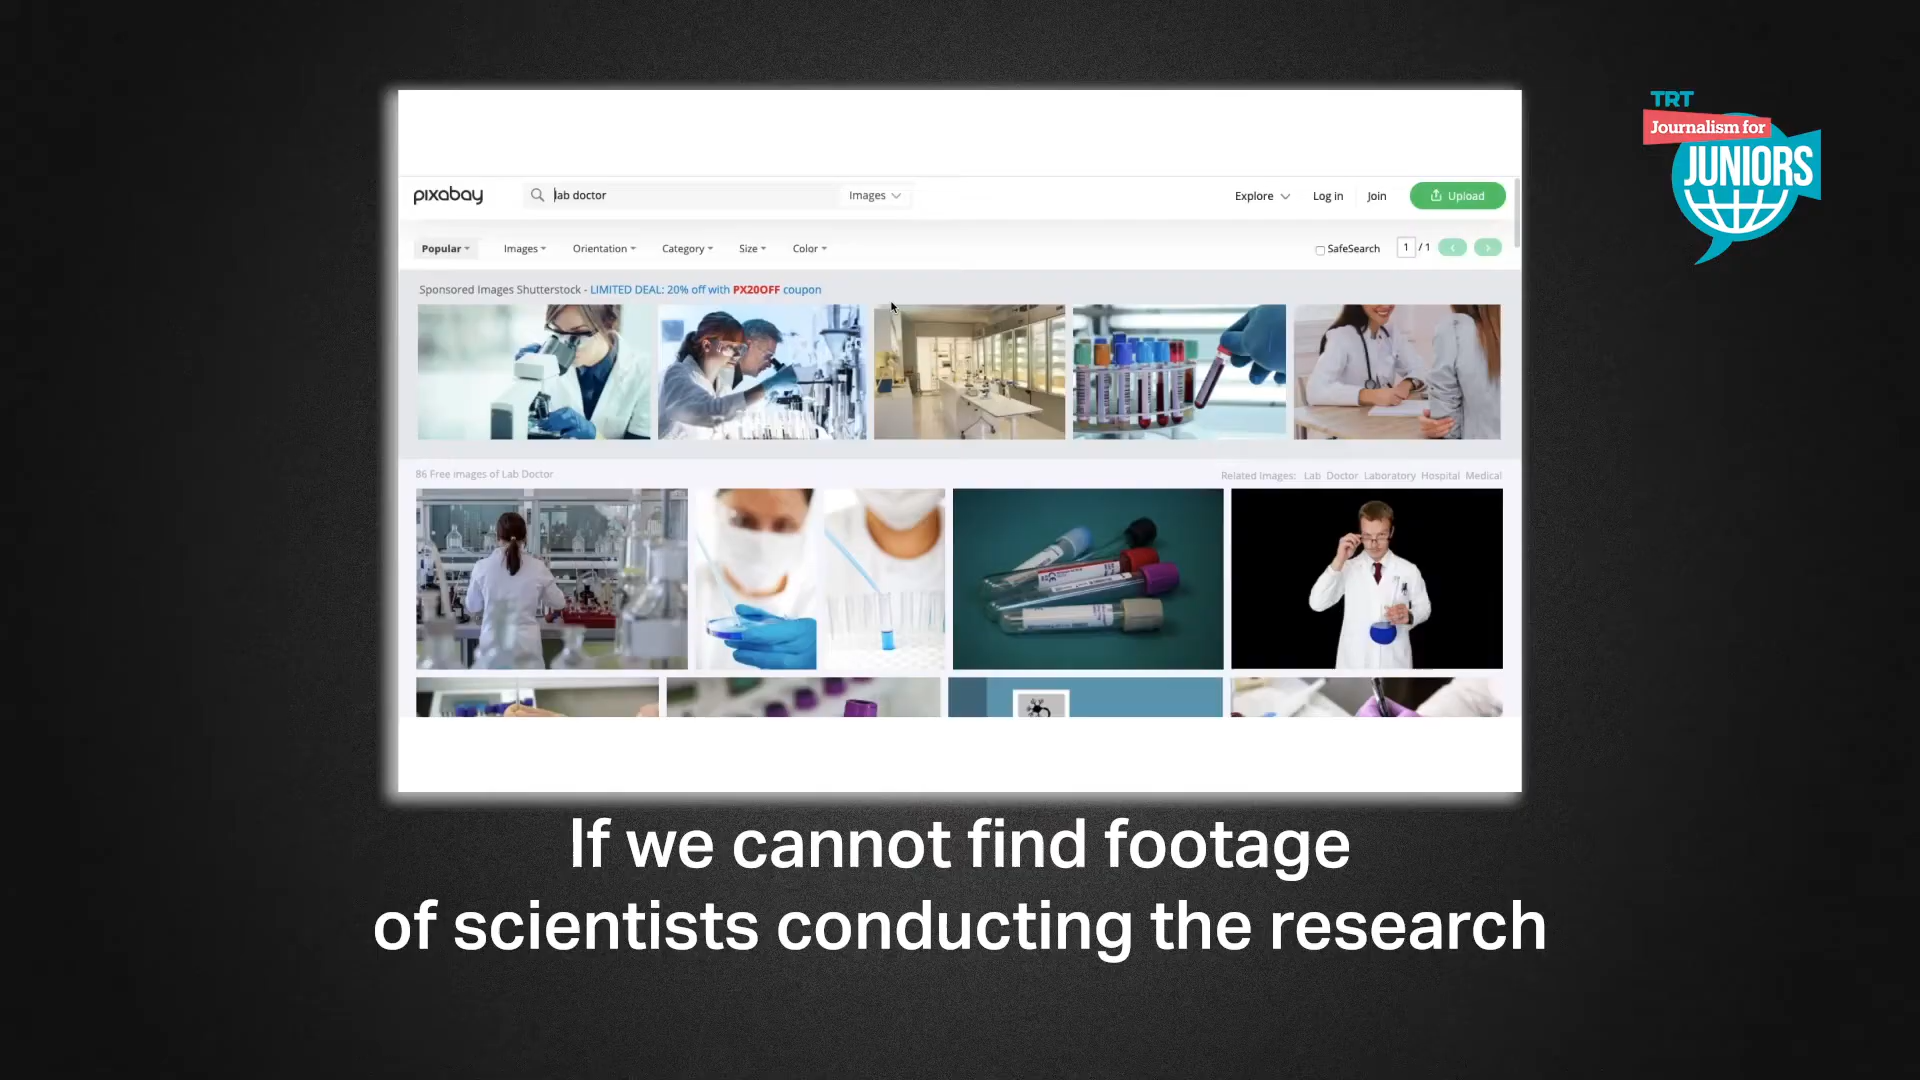 TRT
Journalism for
JUNIORS
pixabay
lab doctor
Images
Explore
Log in
Join
Upload
Popular
Images
Orientation
Category
Size
Color
SafeSearch
1 / 1
Sponsored Images Shutterstock - LIMITED DEAL: 20% off with PX20OFF coupon
86 Free images of Lab Doctor
Related Images: Lab Doctor Laboratory Hospital Medical
If we cannot find footage
of scientists conducting the research